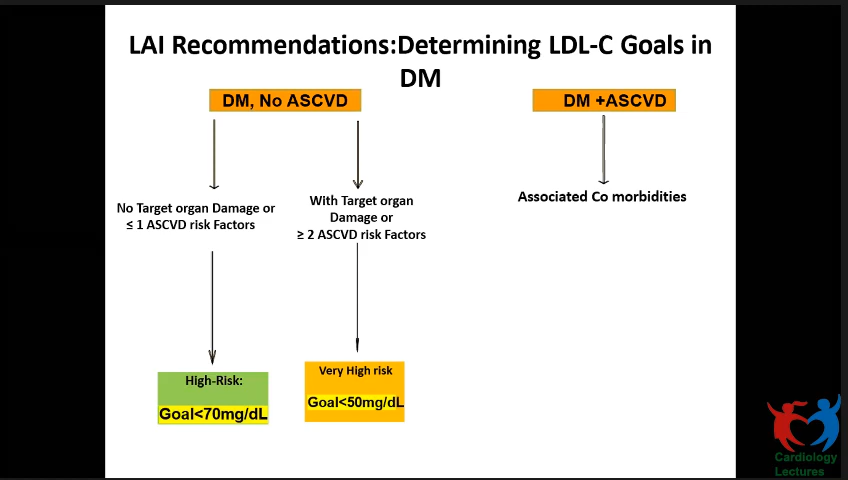 LAI Recommendations:Determining LDL-C Goals in
DM
DM, No ASCVD
DM +ASCVD
No Target organ Damage or
≤ 1 ASCVD risk Factors
With Target organ
Damage or
≥ 2 ASCVD risk Factors
Associated Co morbidities
High-Risk:
Goal<70mg/dL
Very High risk
Goal<50mg/dL
Cardiology
Lectures